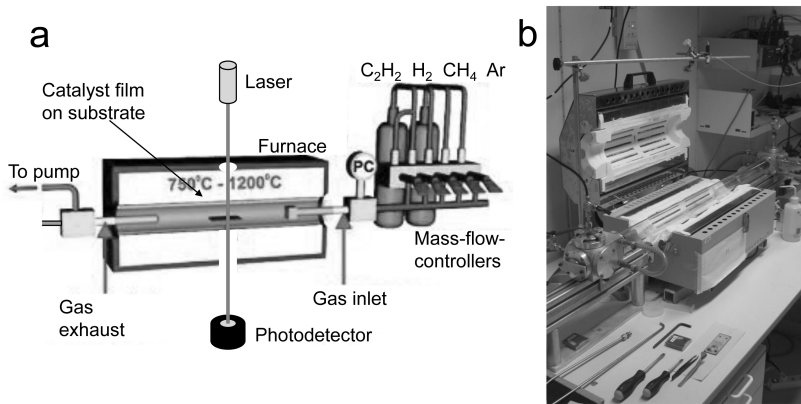 a
Laser
C₂H₂ H₂ CH₄ Ar
Catalyst film
on substrate
Furnace
To pump
PC
750°C - 1200°C
Mass-flow-
controllers
Gas inlet
Gas
exhaust
Photodetector
b